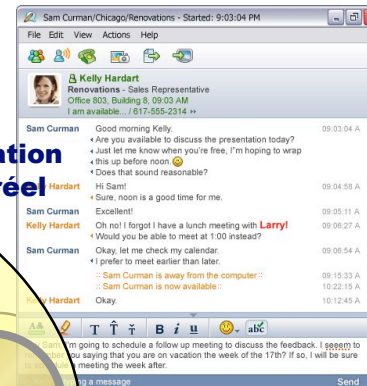 Sam Curman/Chicago/Renovations - Started: 9:03:04 PM
File Edit View Actions Help
Kelly Hardart
Renovations - Sales Representative
Office 803, Building 8, 09:03 AM
I am available... / 617-555-2314
ation
réel
Sam Curman Good morning Kelly. 09:03:04 A
Are you available to discuss the presentation today?
Just let me know when you're free, I'm hoping to wrap
this up before noon.
Does that sound reasonable?
Hardart Hi Sam! 09:04:58 A
Sure, noon is a good time for me.
Sam Curman Excellent! 09:05:11 A
Kelly Hardart Oh no! I forgot I have a lunch meeting with Larry! 09:06:27 A
Would you be able to meet at 1:00 instead?
Sam Curman Okay, let me check my calendar. 09:06:54 A
I prefer to meet earlier than later.
:: Sam Curman is away from the computer :: 09:15:33 A
:: Sam Curman is now available :: 10:22:15 A
Hardart Okay. 10:12:45 A
AA T T T B i u abc
I'm going to schedule a follow up meeting to discuss the feedback. I seeem to
you saying that you are on vacation the week of the 17th? If so, I will be sure
meeting the week after.
a message Send